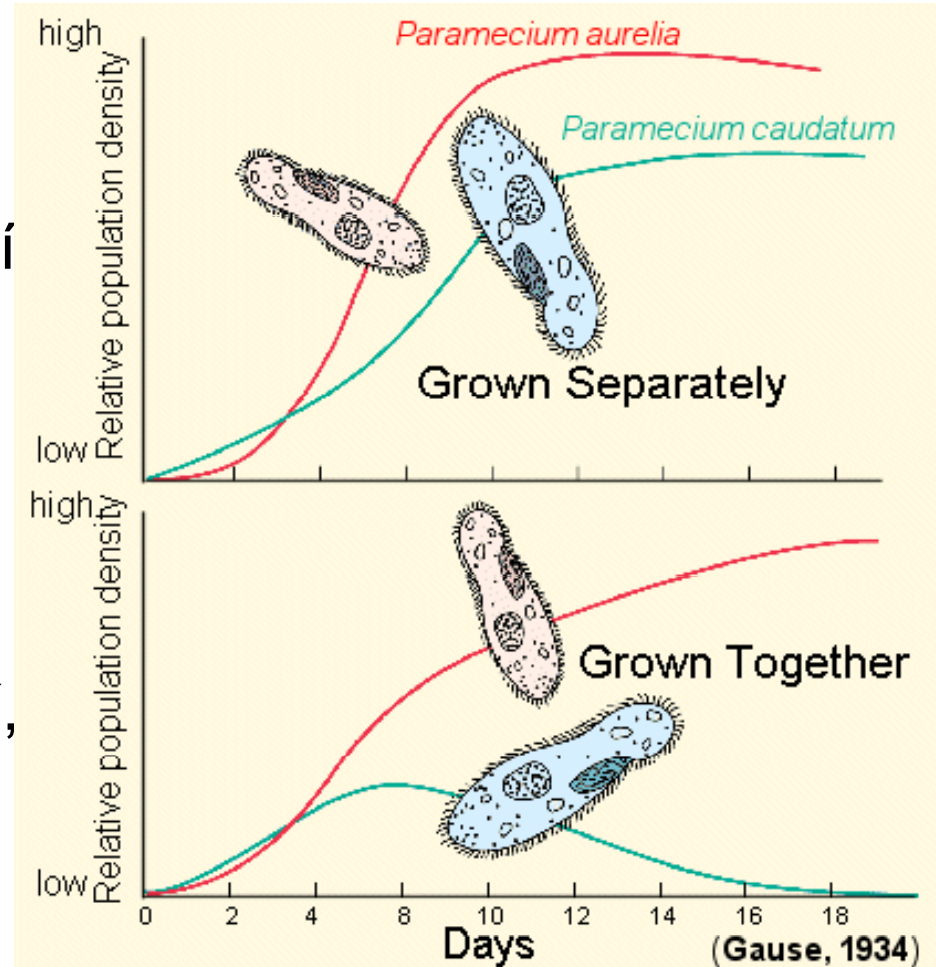 high
Paramecium aurelia
Paramecium caudatum
Relative population density
í
Grown Separately
low
high
Relative population density
Grown Together
,
low
0 2 4 6 8 10 12 14 16 18
Days
(Gause, 1934)